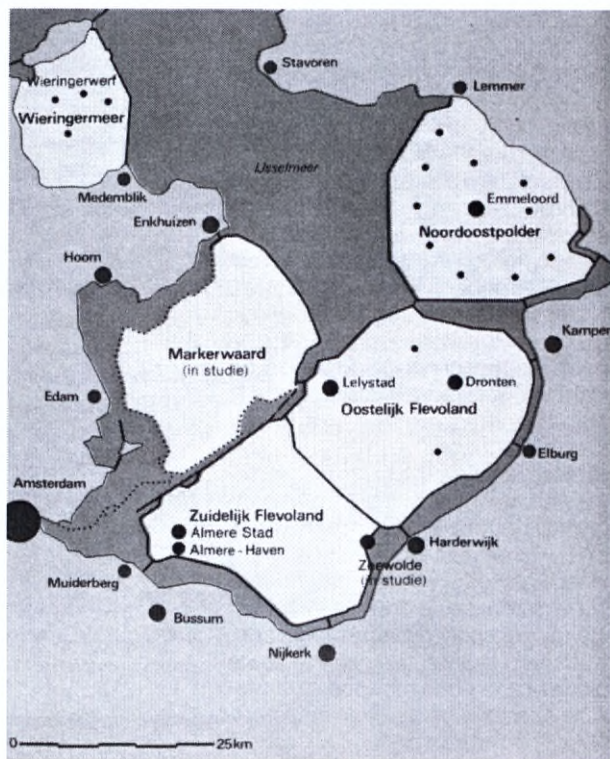 Stavoren
Lemmer
Wieringerwerf
Wieringermeer
IJsselmeer
Medemblik
Emmeloord
Enkhuizen
Noordoostpolder
Hoorn
Kampen
Markerwaard
(in studie)
Lelystad
Dronten
Edam
Oostelijk Flevoland
Elburg
Amsterdam
Zuidelijk Flevoland
Almere Stad
Almere-Haven
Harderwijk
Zeewolde
(in studie)
Muiderberg
Bussum
Nijkerk
0
25km